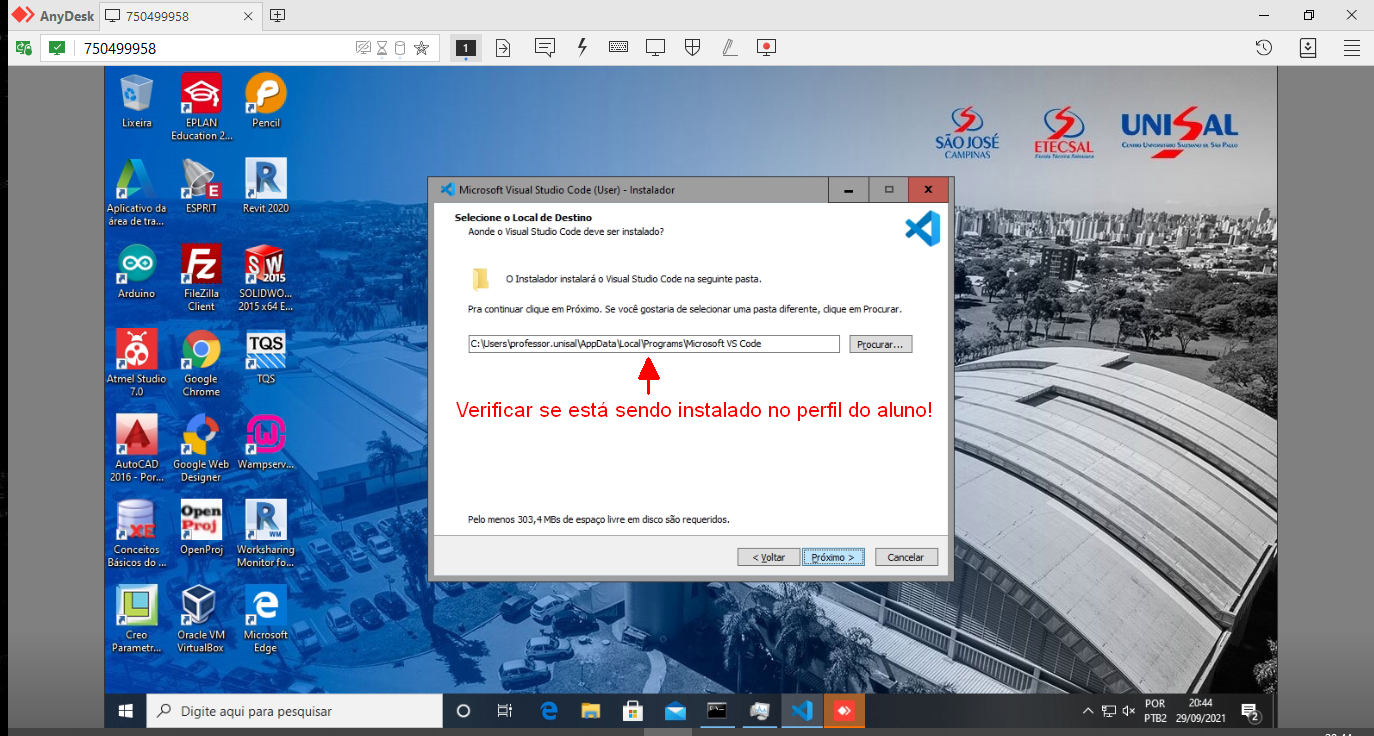 AnyDesk
750499958
750499958
1
Lixeira
EPLAN
Education 2...
Pencil
Aplicativo da
área de tra...
ESPRIT
Revit 2020
Arduino
FileZilla
Client
SOLIDWO...
2015 x64 E...
Atmel Studio
7.0
Google
Chrome
TQS
TQS
AutoCAD
2016 - Por...
Google Web
Designer
Wampserv...
Conceitos
Básicos do ...
OpenProj
Worksharing
Monitor fo...
Creo
Parametr...
Oracle VM
VirtualBox
Microsoft
Edge
SÃO JOSÉ
CAMPINAS
ETECSAL
Escola Técnica Salesiana
UNISAL
Centro Universitário Salesiano de São Paulo
Microsoft Visual Studio Code (User) - Instalador
Selecione o Local de Destino
Aonde o Visual Studio Code deve ser instalado?
O Instalador instalará o Visual Studio Code na seguinte pasta.
Pra continuar clique em Próximo. Se você gostaria de selecionar uma pasta diferente, clique em Procurar.
C:\Users\professor.unisal\AppData\Local\Programs\Microsoft VS Code
Procurar...
Verificar se está sendo instalado no perfil do aluno!
Pelo menos 303,4 MBs de espaço livre em disco são requeridos.
< Voltar
Próximo >
Cancelar
Digite aqui para pesquisar
POR
PTB2
20:44
29/09/2021
2